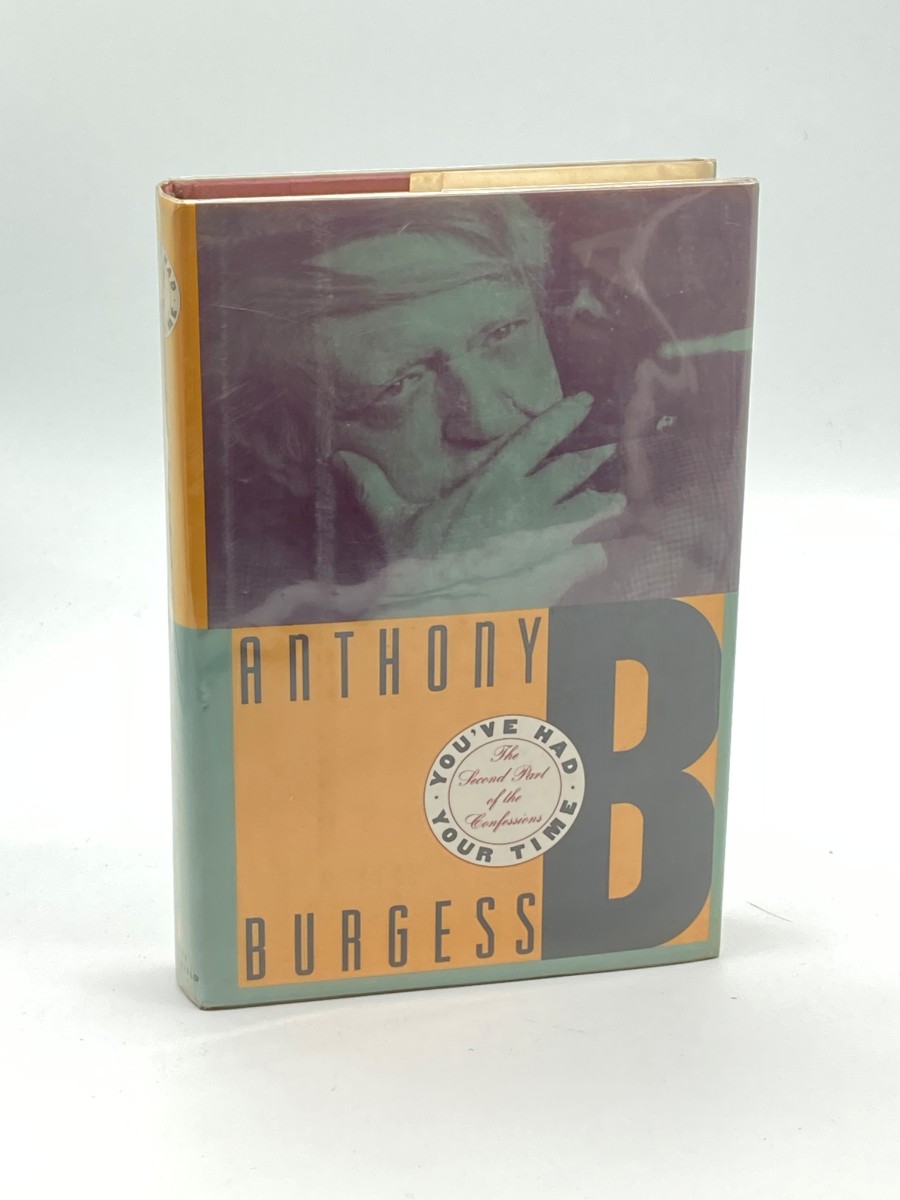 ANTHONY
B
YOU'VE HAD
The
Second Part
of the
Confessions
YOUR TIME
BURGESS